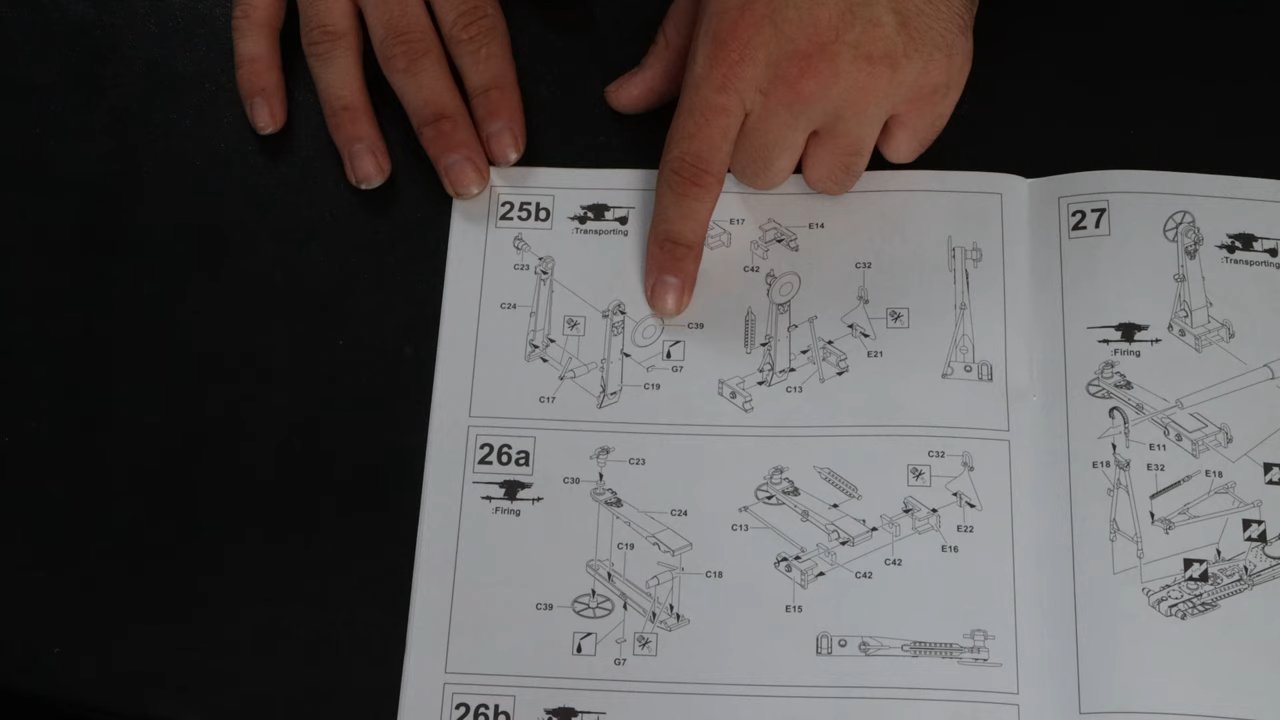 25b
:Transporting
E17
E14
C42
C23
C24
C17
C19
G7
C39
C32
E21
C13
26a
:Firing
C23
C30
C24
C19
C18
C39
G7
C32
C13
E22
C42
E16
C42
E15
26b
27
:Transporting
:Firing
E11
E18
E32
E18